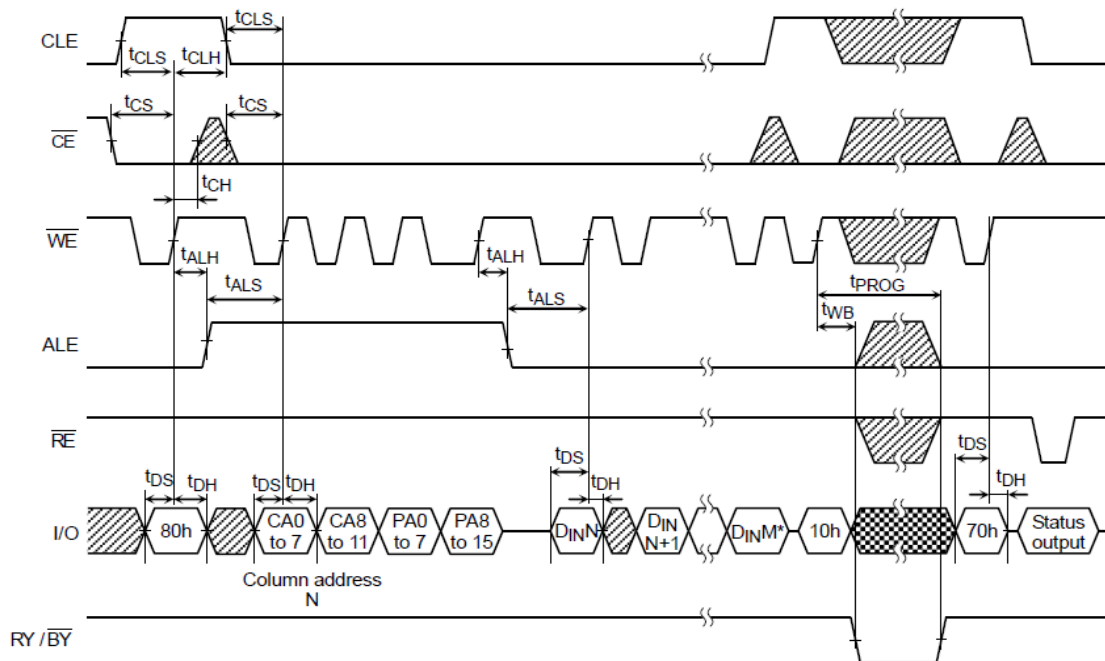 CLE
tCLS
tCLS tCLH
CE
tCS
tCS
tCH
WE
tALH
tALH
tALS
tALS
tPROG
tWB
ALE
RE
tDS tDH
tDS tDH
tDS
tDH
tDS
tDH
I/O
80h
CA0
to 7
CA8
to 11
PA0
to 7
PA8
to 15
DINN
DIN
N+1
DINM*
10h
70h
Status
output
Column address
N
RY / BY